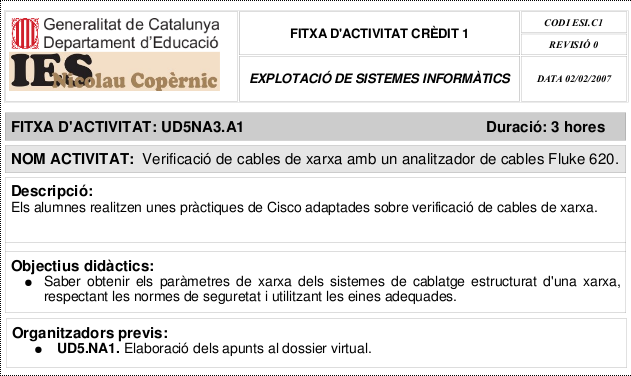 Generalitat de Catalunya
Departament d'Educació
IES
Nicolau Copèrnic
FITXA D'ACTIVITAT CRÈDIT 1
EXPLOTACIÓ DE SISTEMES INFORMÀTICS
CODI ESI.C1
REVISIÓ 0
DATA 02/02/2007
FITXA D'ACTIVITAT: UD5NA3.A1 Duració: 3 hores
NOM ACTIVITAT: Verificació de cables de xarxa amb un analitzador de cables Fluke 620.
Descripció:
Els alumnes realitzen unes pràctiques de Cisco adaptades sobre verificació de cables de xarxa.
Objectius didàctics:
● Saber obtenir els paràmetres de xarxa dels sistemes de cablatge estructurat d'una xarxa,
respectant les normes de seguretat i utilitzant les eines adequades.
Organitzadors previs:
● UD5.NA1. Elaboració dels apunts al dossier virtual.